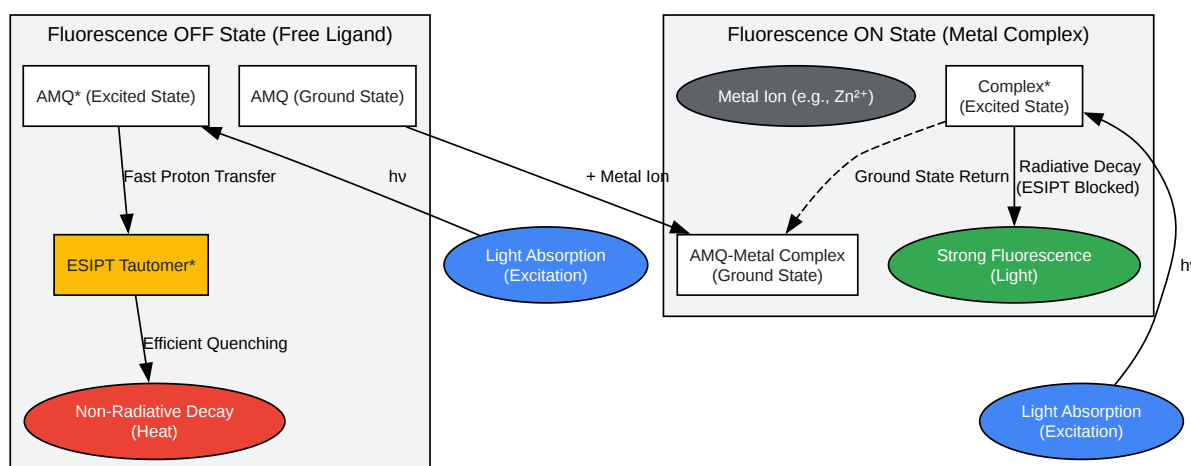 Fluorescence OFF State (Free Ligand)
AMQ* (Excited State)
AMQ (Ground State)
Fast Proton Transfer
hν
ESIPT Tautomer*
Efficient Quenching
Non-Radiative Decay
(Heat)
Light Absorption
(Excitation)
+ Metal Ion
Fluorescence ON State (Metal Complex)
Metal Ion (e.g., Zn²⁺)
Complex*
(Excited State)
Ground State Return
Radiative Decay
(ESIPT Blocked)
AMQ-Metal Complex
(Ground State)
Strong Fluorescence
(Light)
hν
Light Absorption
(Excitation)